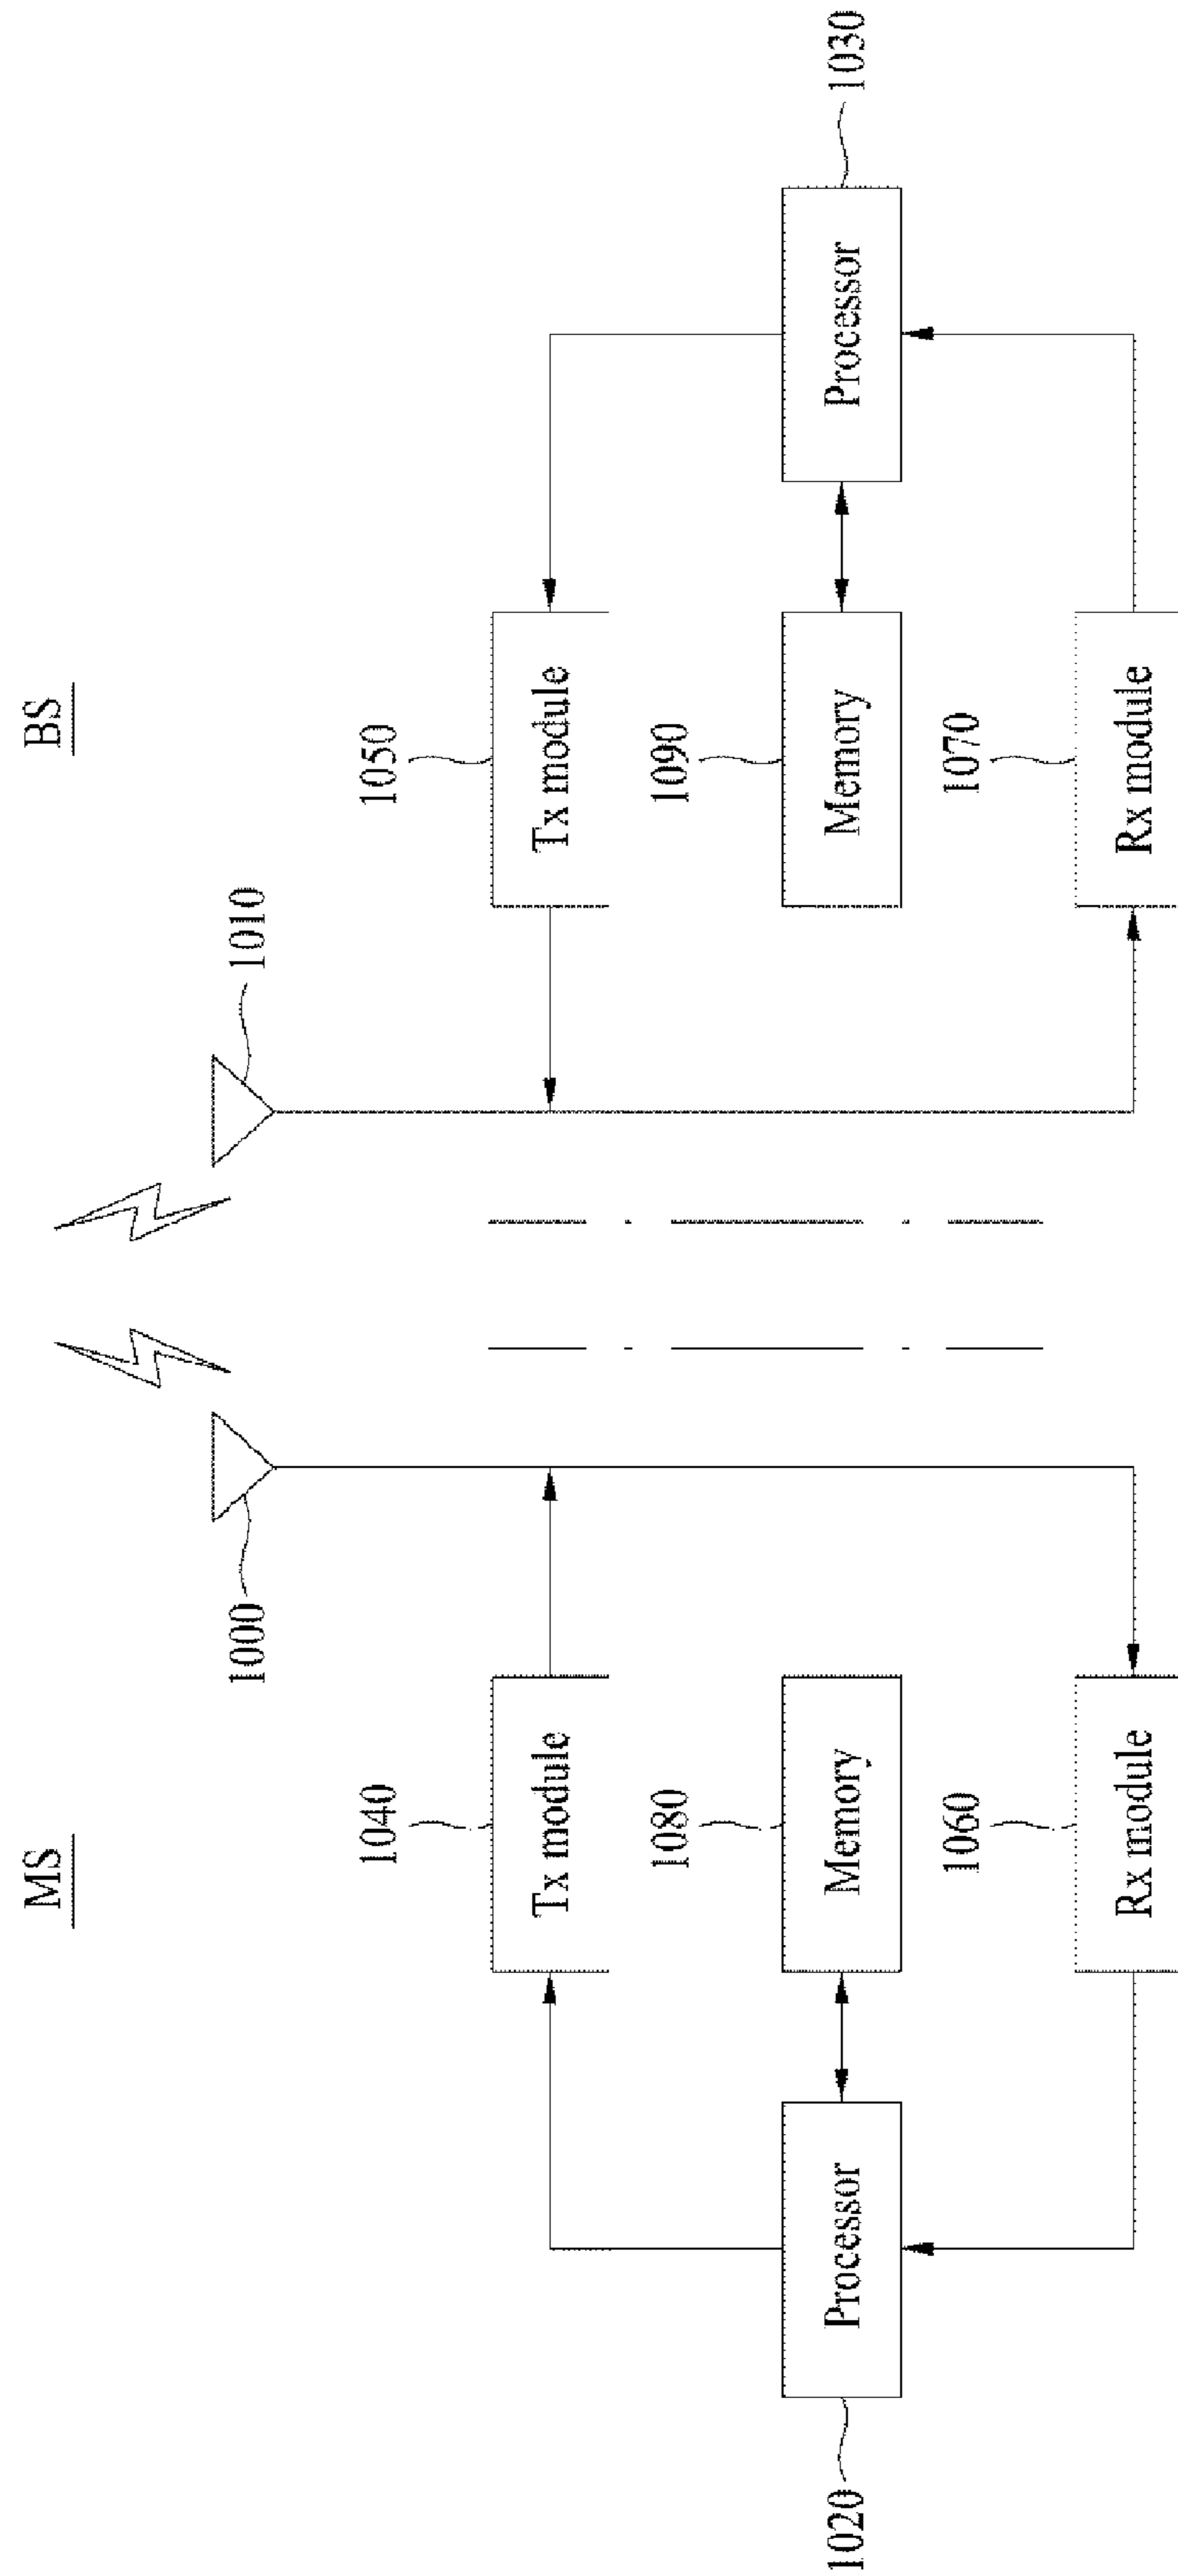 MS
BS
1000
1010
1040
1050
Tx module
Tx module
1080
1090
Processor
Memory
Memory
Processor
1020
1030
1060
1070
Rx module
Rx module